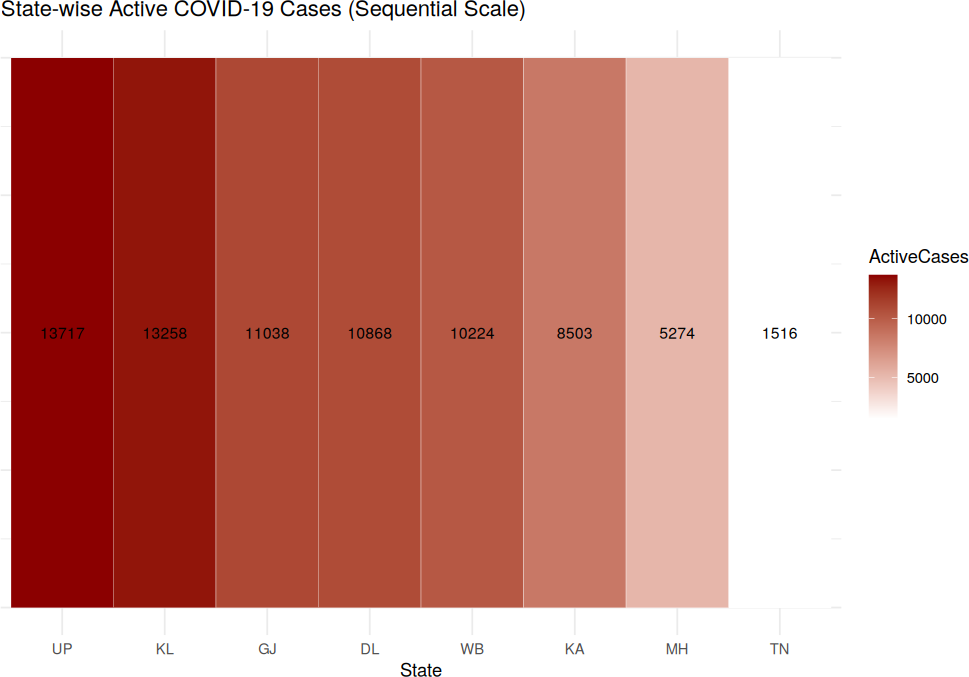 State-wise Active COVID-19 Cases (Sequential Scale)
13717 13258 11038 10868 10224 8503 5274 1516
UP KL GJ DL WB KA MH TN
State
ActiveCases
10000
5000